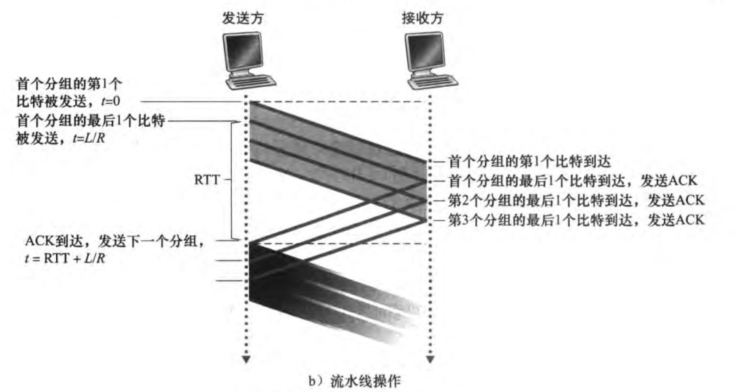 发送方
接收方
首个分组的第1个
比特被发送，t=0
首个分组的最后1个比特
被发送，t=L/R
首个分组的第1个比特到达
首个分组的最后1个比特到达，发送ACK
RTT
第2个分组的最后1个比特到达，发送ACK
第3个分组的最后1个比特到达，发送ACK
ACK到达，发送下一个分组，
t = RTT + L/R
b）流水线操作